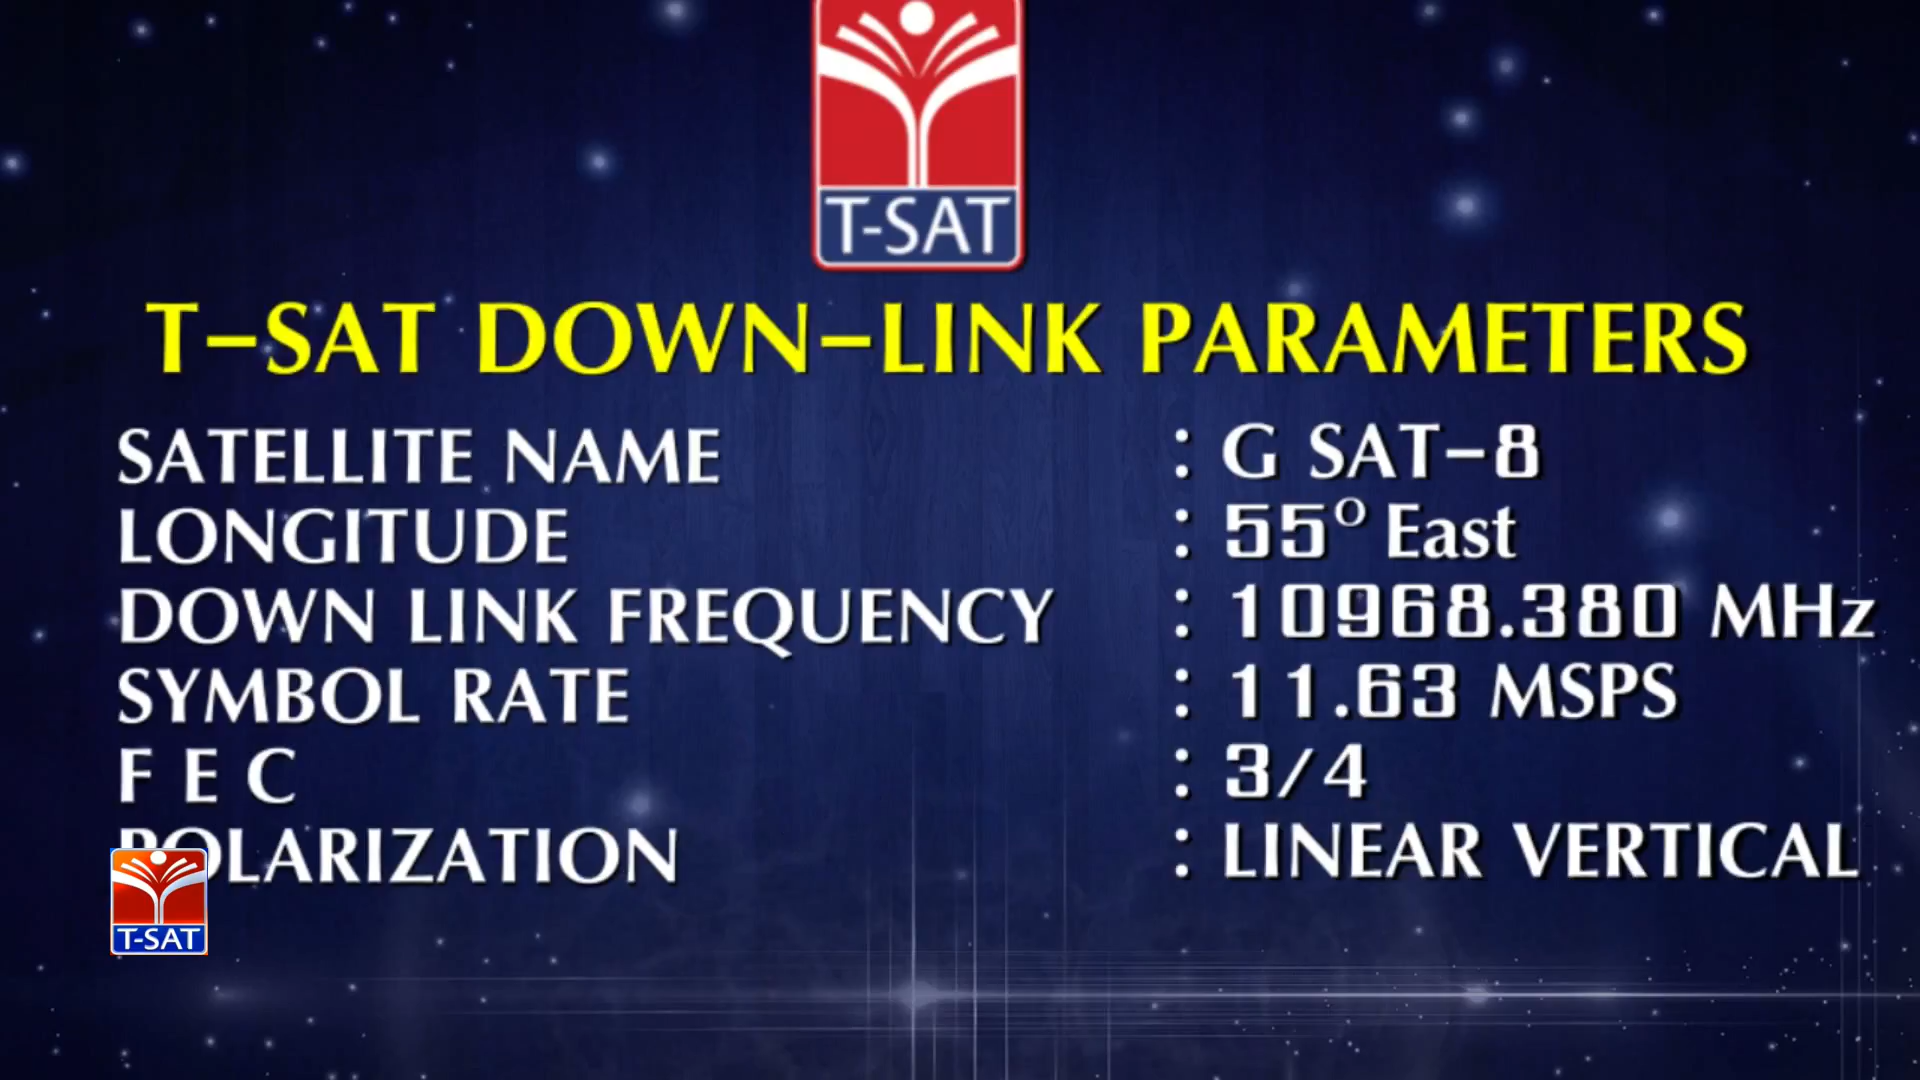 T-SAT
T-SAT DOWN-LINK PARAMETERS
SATELLITE NAME : G SAT-8
LONGITUDE : 55° East
DOWN LINK FREQUENCY : 10968.380 MHz
SYMBOL RATE : 11.63 MSPS
F E C : 3/4
POLARIZATION : LINEAR VERTICAL
T-SAT